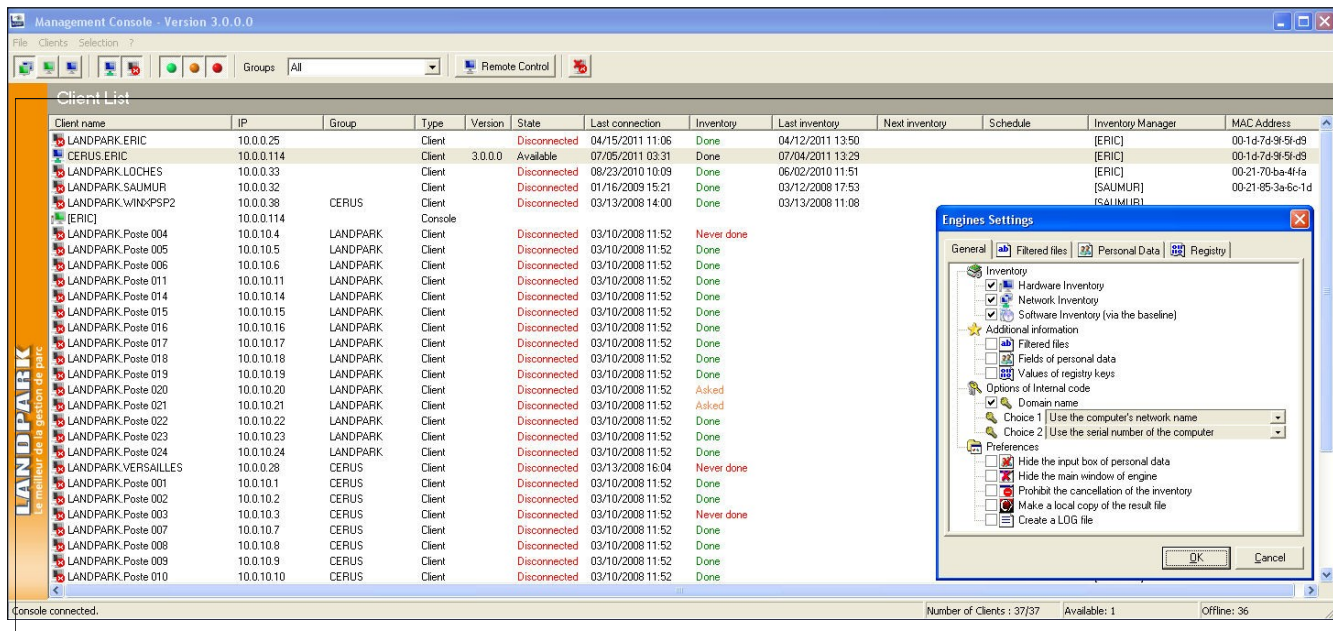 Management Console - Version 3.0.0.0
File Clients Selection ?
Groups All Remote Control
Client List
Client name IP Group Type Version State Last connection Inventory Last inventory Next inventory Schedule Inventory Manager MAC Address
LANDPARK.ERIC 10.0.0.25 Client Disconnected 04/15/2011 11:06 Done 04/12/2011 13:50 [ERIC] 00-1d-7d-9f-5f-d9
CERUS.ERIC 10.0.0.114 Client 3.0.0.0 Available 07/05/2011 03:31 Done 07/04/2011 13:29 [ERIC] 00-1d-7d-9f-5f-d9
LANDPARK.LOCHES 10.0.0.33 Client Disconnected 08/23/2010 10:09 Done 06/02/2010 11:51 [ERIC] 00-21-70-ba-4f-fa
LANDPARK.SAUMUR 10.0.0.32 Client Disconnected 01/16/2009 15:21 Done 03/12/2008 17:53 [SAUMUR] 00-21-85-3a-6c-1d
LANDPARK.WINXPSP2 10.0.0.38 CERUS Client Disconnected 03/13/2008 14:00 Done 03/13/2008 11:08 [SAUMUR]
[ERIC] 10.0.0.114 Console
LANDPARK.Poste 004 10.0.10.4 LANDPARK Client Disconnected 03/10/2008 11:52 Never done
LANDPARK.Poste 005 10.0.10.5 LANDPARK Client Disconnected 03/10/2008 11:52 Done
LANDPARK.Poste 006 10.0.10.6 LANDPARK Client Disconnected 03/10/2008 11:52 Done
LANDPARK.Poste 011 10.0.10.11 LANDPARK Client Disconnected 03/10/2008 11:52 Done
LANDPARK.Poste 014 10.0.10.14 LANDPARK Client Disconnected 03/10/2008 11:52 Done
LANDPARK.Poste 015 10.0.10.15 LANDPARK Client Disconnected 03/10/2008 11:52 Done
LANDPARK.Poste 016 10.0.10.16 LANDPARK Client Disconnected 03/10/2008 11:52 Done
LANDPARK.Poste 017 10.0.10.17 LANDPARK Client Disconnected 03/10/2008 11:52 Done
LANDPARK.Poste 018 10.0.10.18 LANDPARK Client Disconnected 03/10/2008 11:52 Done
LANDPARK.Poste 019 10.0.10.19 LANDPARK Client Disconnected 03/10/2008 11:52 Done
LANDPARK.Poste 020 10.0.10.20 LANDPARK Client Disconnected 03/10/2008 11:52 Asked
LANDPARK.Poste 021 10.0.10.21 LANDPARK Client Disconnected 03/10/2008 11:52 Asked
LANDPARK.Poste 022 10.0.10.22 LANDPARK Client Disconnected 03/10/2008 11:52 Done
LANDPARK.Poste 023 10.0.10.23 LANDPARK Client Disconnected 03/10/2008 11:52 Done
LANDPARK.Poste 024 10.0.10.24 LANDPARK Client Disconnected 03/10/2008 11:52 Done
LANDPARK.VERSAILLES 10.0.0.28 CERUS Client Disconnected 03/13/2008 16:04 Never done
LANDPARK.Poste 001 10.0.10.1 CERUS Client Disconnected 03/10/2008 11:52 Done
LANDPARK.Poste 002 10.0.10.2 CERUS Client Disconnected 03/10/2008 11:52 Done
LANDPARK.Poste 003 10.0.10.3 CERUS Client Disconnected 03/10/2008 11:52 Never done
LANDPARK.Poste 007 10.0.10.7 CERUS Client Disconnected 03/10/2008 11:52 Done
LANDPARK.Poste 008 10.0.10.8 CERUS Client Disconnected 03/10/2008 11:52 Done
LANDPARK.Poste 009 10.0.10.9 CERUS Client Disconnected 03/10/2008 11:52 Done
LANDPARK.Poste 010 10.0.10.10 CERUS Client Disconnected 03/10/2008 11:52 Done
LANDPARK
Le meilleur de la gestion de parc
Engines Settings
General ab Filtered files Personal Data Registry
Inventory
Hardware Inventory
Network Inventory
Software Inventory (via the baseline)
Additional information
ab Filtered files
Fields of personal data
Values of registry keys
Options of Internal code
Domain name
Choice 1 Use the computer's network name
Choice 2 Use the serial number of the computer
Preferences
Hide the input box of personal data
Hide the main window of engine
Prohibit the cancellation of the inventory
Make a local copy of the result file
Create a LOG file
OK Cancel
Console connected. Number of Clients : 37/37 Available: 1 Offline: 36